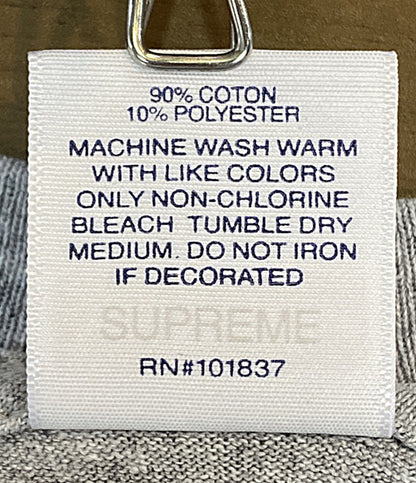 90% COTON
10% POLYESTER
MACHINE WASH WARM
WITH LIKE COLORS
ONLY NON-CHLORINE
BLEACH TUMBLE DRY
MEDIUM. DO NOT IRON
IF DECORATED
SUPREME
RN#101837